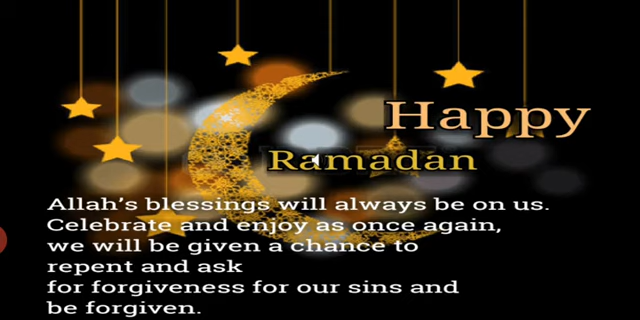 Happy
Ramadan
Allah's blessings will always be on us.
Celebrate and enjoy as once again,
we will be given a chance to
repent and ask
for forgiveness for our sins and
be forgiven.